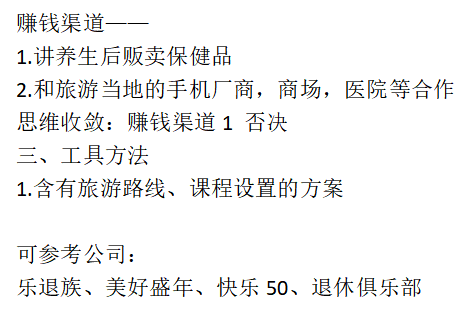 赚钱渠道——
1.讲养生后贩卖保健品
2.和旅游当地的手机厂商，商场，医院等合作
思维收敛：赚钱渠道 1 否决
三、工具方法
1.含有旅游路线、课程设置的方案
可参考公司：
乐退族、美好盛年、快乐 50、退休俱乐部